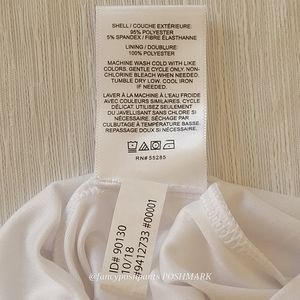 SHELL / COUCHE EXTÉRIEURE:
95% POLYESTER
5% SPANDEX / FIBRE ÉLASTHANNE
LINING / DOUBLURE:
100% POLYESTER
MACHINE WASH COLD WITH LIKE
COLORS. GENTLE CYCLE ONLY. NON-
CHLORINE BLEACH WHEN NEEDED.
TUMBLE DRY LOW. COOL IRON
IF NEEDED.
LAVER À LA MACHINE À L'EAU FROIDE
AVEC COULEURS SIMILAIRES. CYCLE
DÉLICAT. UTILISEZ SEULEMENT
DU JAVELLISANT SANS CHLORE OU
SI NÉCESSAIRE. SÉCHAGE PAR
CULBUTAGE À TEMPÉRATURE BASSE.
REPASSAGE DOUX SI NÉCESSAIRE.
RN# 55285
ID# 90130
10/18
9412733 #00001
@fancyposhpants POSHMARK